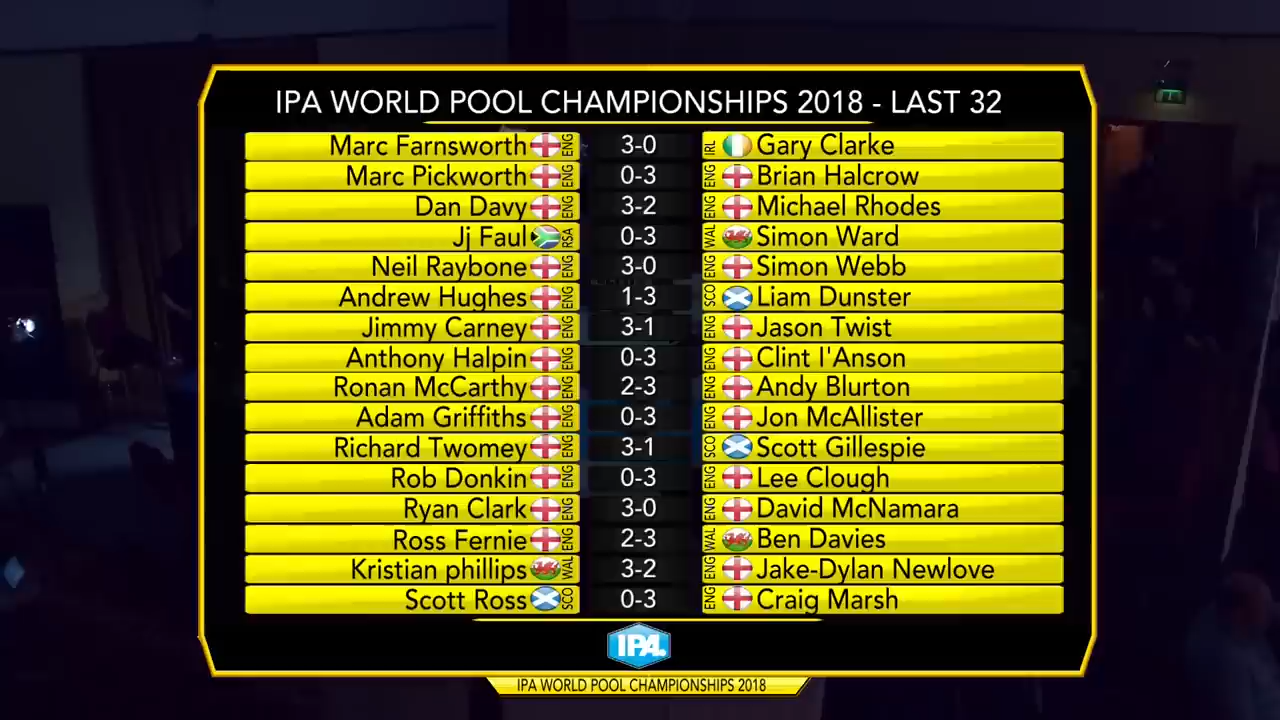 IPA WORLD POOL CHAMPIONSHIPS 2018 - LAST 32
Marc Farnsworth ENG 3-0 IRL Gary Clarke
Marc Pickworth ENG 0-3 ENG Brian Halcrow
Dan Davy ENG 3-2 ENG Michael Rhodes
Jj Faul RSA 0-3 WAL Simon Ward
Neil Raybone ENG 3-0 ENG Simon Webb
Andrew Hughes ENG 1-3 SCO Liam Dunster
Jimmy Carney ENG 3-1 ENG Jason Twist
Anthony Halpin ENG 0-3 ENG Clint I'Anson
Ronan McCarthy ENG 2-3 ENG Andy Blurton
Adam Griffiths ENG 0-3 ENG Jon McAllister
Richard Twomey ENG 3-1 SCO Scott Gillespie
Rob Donkin ENG 0-3 ENG Lee Clough
Ryan Clark ENG 3-0 ENG David McNamara
Ross Fernie ENG 2-3 WAL Ben Davies
Kristian phillips WAL 3-2 ENG Jake-Dylan Newlove
Scott Ross SCO 0-3 ENG Craig Marsh
IPA.
IPA WORLD POOL CHAMPIONSHIPS 2018